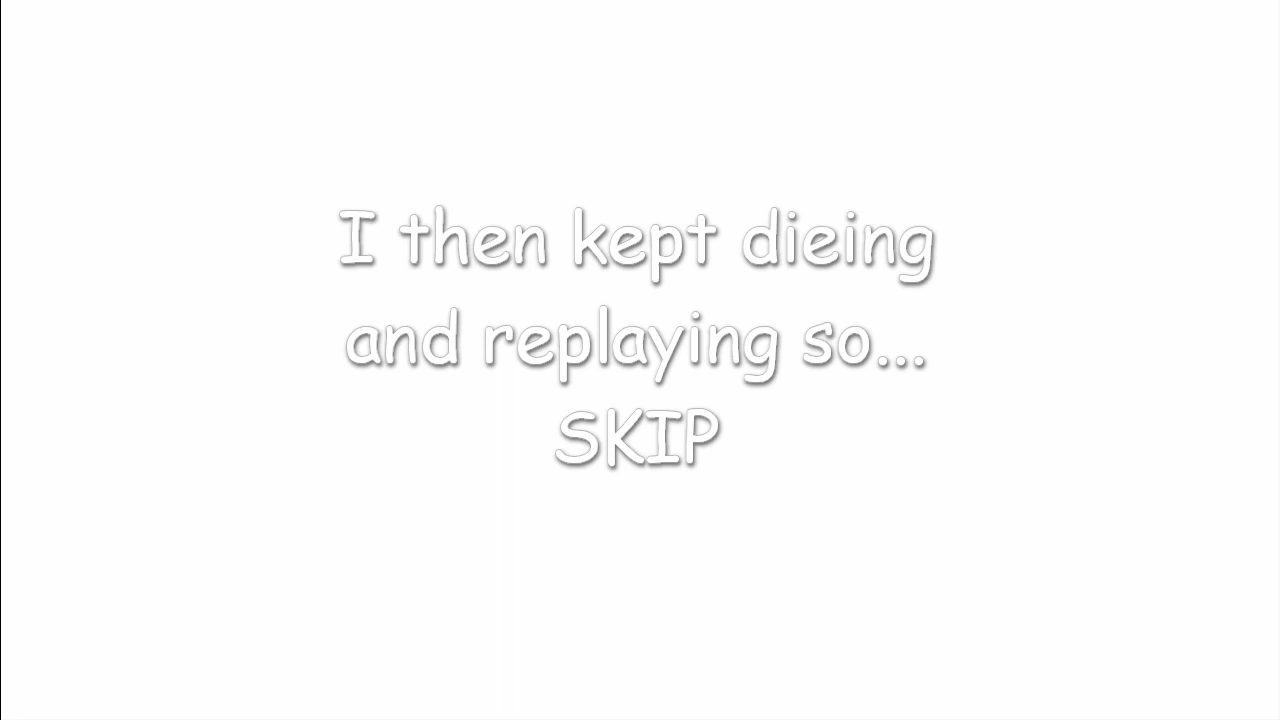 I then kept dieing
and replaying so...
SKIP